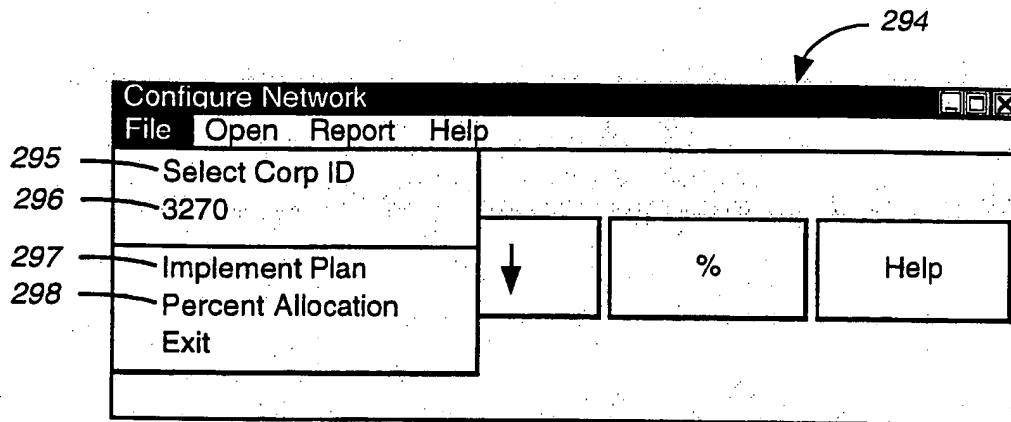 294
Configure Network
File Open Report Help
295 Select Corp ID
296 3270
297 Implement Plan
298 Percent Allocation
Exit
% Help